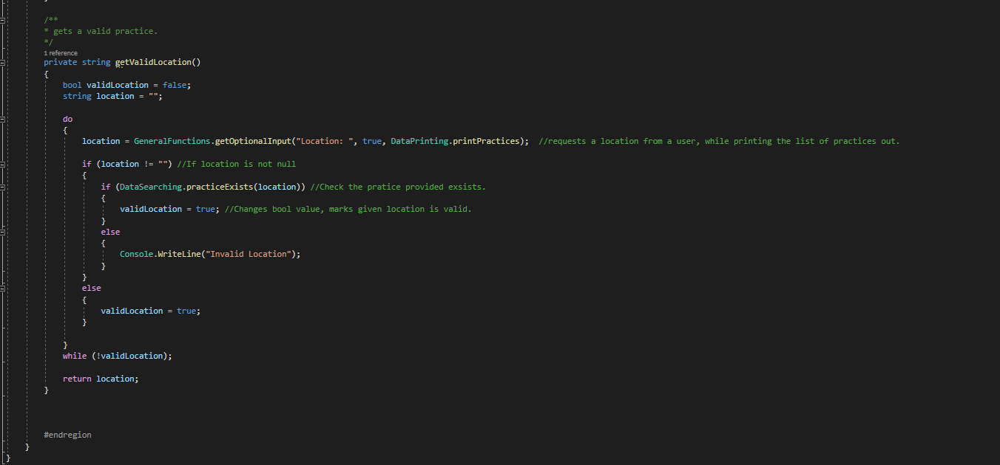 /**
* gets a valid practice.
*/
1 reference
private string getValidLocation()
{
bool validLocation = false;
string location = "";
do
{
location = GeneralFunctions.getOptionalInput("Location: ", true, DataPrinting.printPractices);  //requests a location from a user, while printing the list of practices out.
if (location != "") //If location is not null
{
if (DataSearching.practiceExists(location)) //Check the pratice provided exsists.
{
validLocation = true; //Changes bool value, marks given location is valid.
}
else
{
Console.WriteLine("Invalid Location");
}
}
else
{
validLocation = true;
}
}
while (!validLocation);
return location;
}
#endregion
}
}